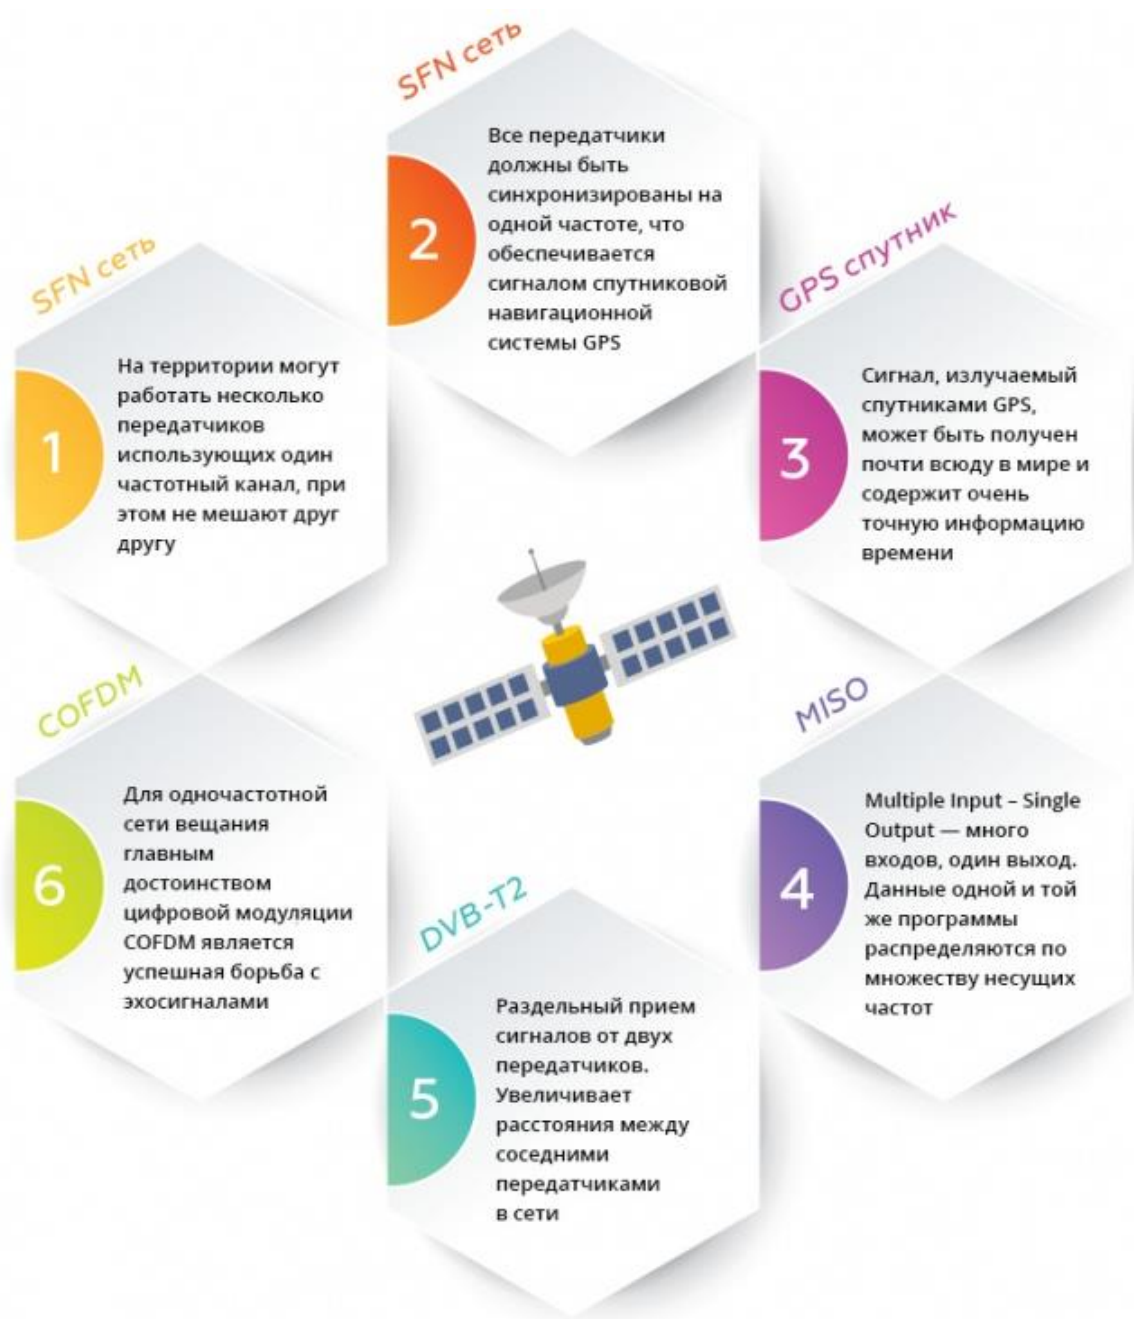 SFN сеть
1
На территории могут
работать несколько
передатчиков
использующих один
частотный канал, при
этом не мешают друг
другу
SFN сеть
2
Все передатчики
должны быть
синхронизированы на
одной частоте, что
обеспечивается
сигналом спутниковой
навигационной
системы GPS
GPS спутник
3
Сигнал, излучаемый
спутниками GPS,
может быть получен
почти всюду в мире и
содержит очень
точную информацию
времени
MISO
4
Multiple Input – Single
Output — много
входов, один выход.
Данные одной и той
же программы
распределяются по
множеству несущих
частот
DVB-T2
5
Раздельный прием
сигналов от двух
передатчиков.
Увеличивает
расстояния между
соседними
передатчиками
в сети
COFDM
6
Для одночастотной
сети вещания
главным
достоинством
цифровой модуляции
COFDM является
успешная борьба с
эхосигналами